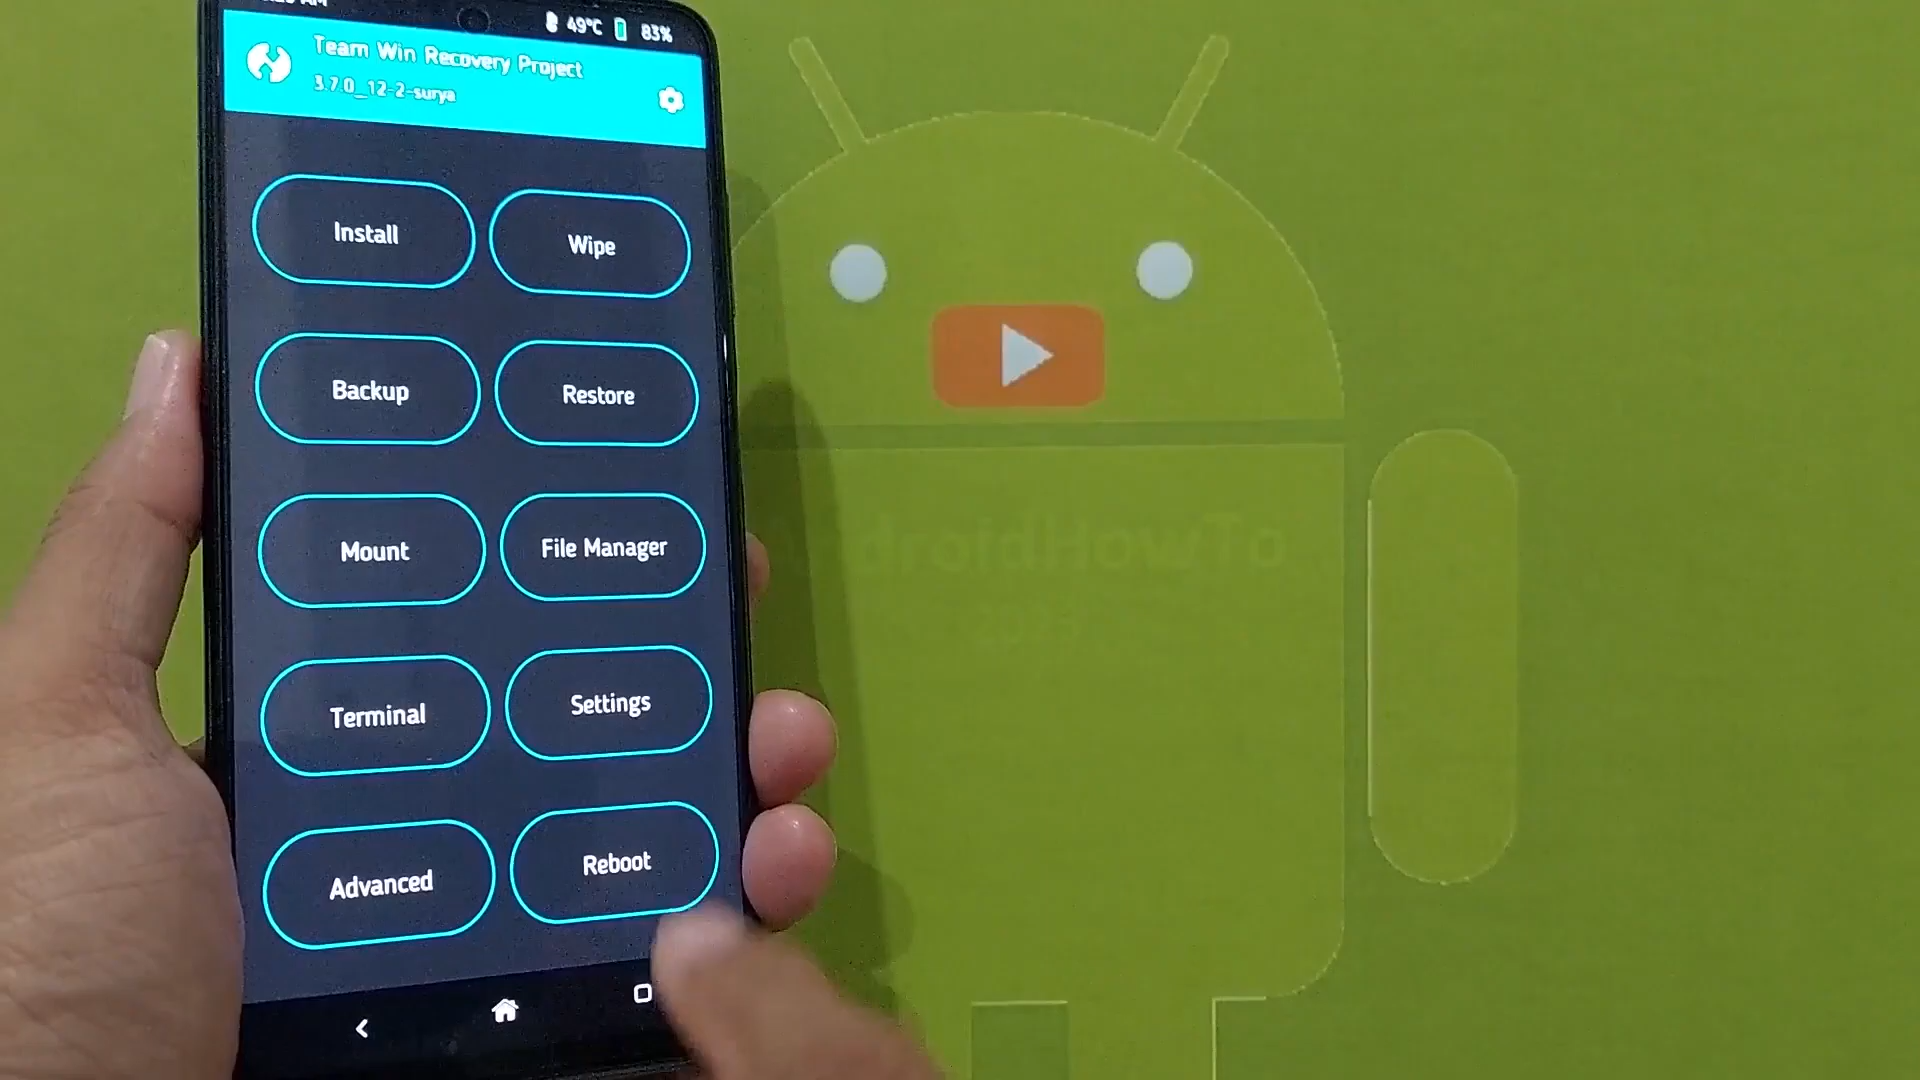 49°C 83%
Team Win Recovery Project
3.7.0_12-2-surya
Install Wipe
Backup Restore
Mount File Manager
Terminal Settings
Advanced Reboot
droidHowTo